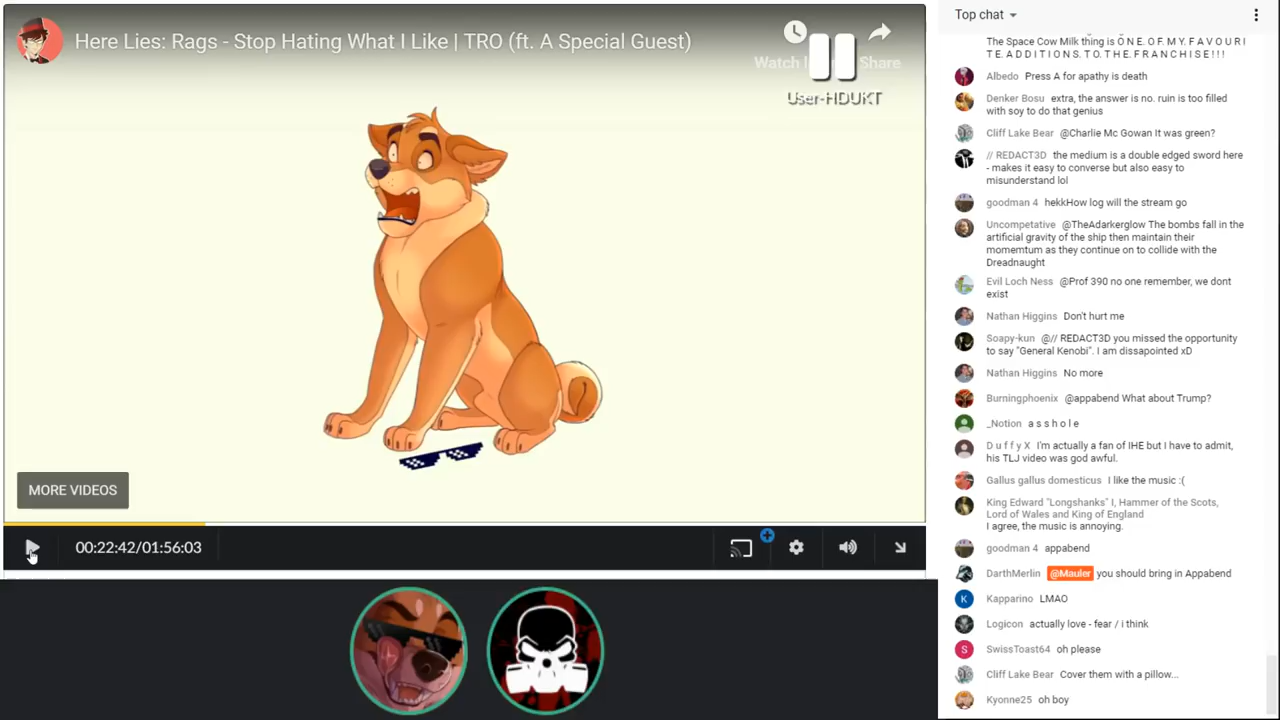 Here Lies: Rags - Stop Hating What I Like | TRO (ft. A Special Guest)
Share
User-HDUKT
MORE VIDEOS
00:22:42/01:56:03
Top chat
The Space Cow Milk thing is O N E. O F. M Y. F A V O U R I
T E. A D D I T I O N S. T O. T H E. F R A N C H I S E ! ! !
Albedo Press A for apathy is death
Denker Bosu extra, the answer is no. ruin is too filled
with soy to do that genius
Cliff Lake Bear @Charlie Mc Gowan It was green?
// REDACT3D the medium is a double edged sword here
- makes it easy to converse but also easy to
misunderstand lol
goodman 4 hekkHow log will the stream go
Uncompetative @TheAdarkerglow The bombs fall in the
artificial gravity of the ship then maintain their
momemtum as they continue on to collide with the
Dreadnaught
Evil Loch Ness @Prof 390 no one remember, we dont
exist
Nathan Higgins Don't hurt me
Soapy-kun @// REDACT3D you missed the opportunity
to say "General Kenobi". I am dissapointed xD
Nathan Higgins No more
Burningphoenix @appabend What about Trump?
_Notion a s s h o l e
D u f f y X I'm actually a fan of IHE but I have to admit,
his TLJ video was god awful.
Gallus gallus domesticus I like the music :(
King Edward "Longshanks" I, Hammer of the Scots,
Lord of Wales and King of England
I agree, the music is annoying.
goodman 4 appabend
DarthMerlin @Mauler you should bring in Appabend
K
Kapparino LMAO
Logicon actually love - fear / i think
S
SwissToast64 oh please
Cliff Lake Bear Cover them with a pillow...
Kyonne25 oh boy